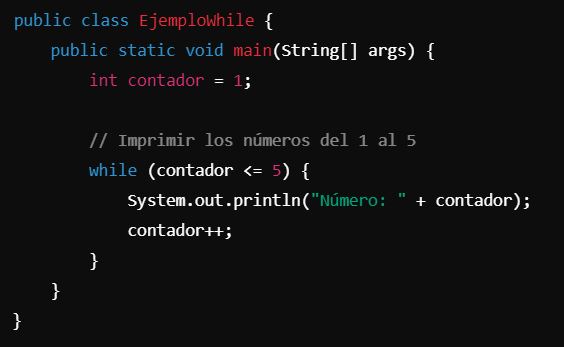 public class EjemploWhile {
    public static void main(String[] args) {
        int contador = 1;

        // Imprimir los números del 1 al 5
        while (contador <= 5) {
            System.out.println("Número: " + contador);
            contador++;
        }
    }
}